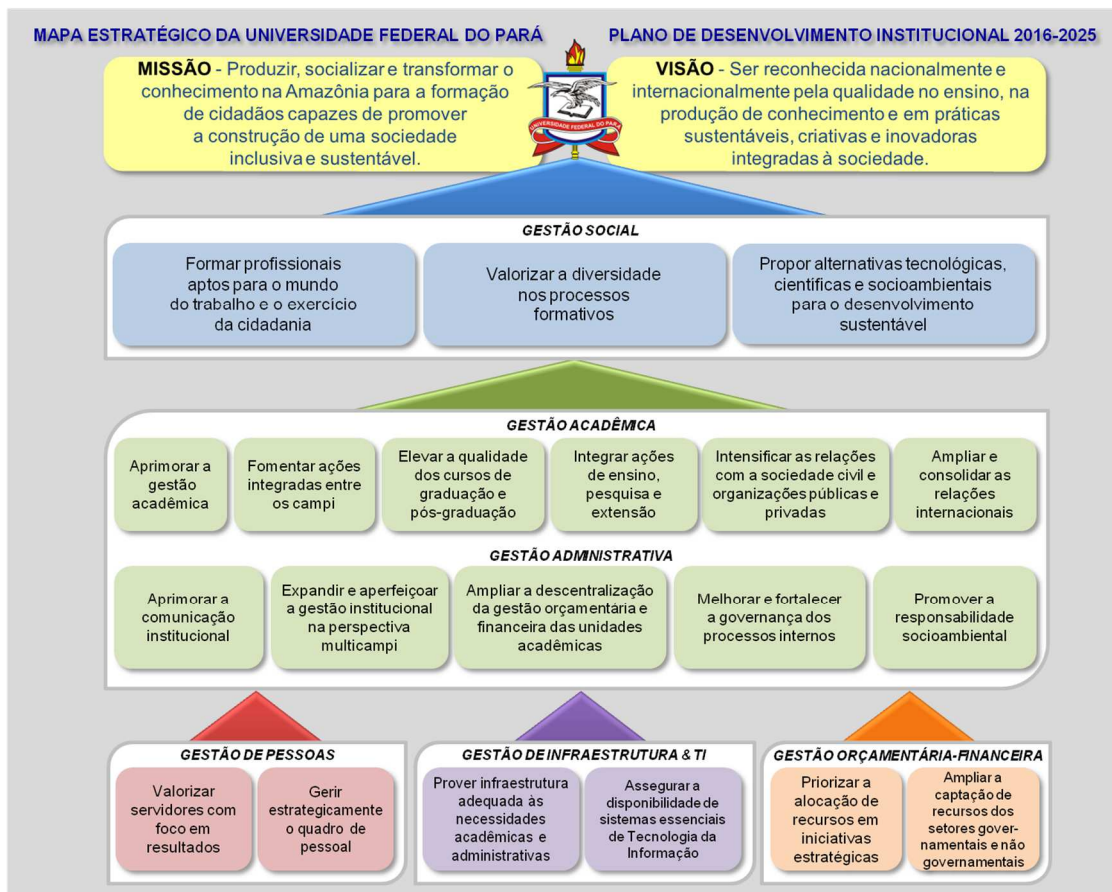 MAPA ESTRATÉGICO DA UNIVERSIDADE FEDERAL DO PARÁ
PLANO DE DESENVOLVIMENTO INSTITUCIONAL 2016-2025
MISSÃO - Produzir, socializar e transformar o
conhecimento na Amazônia para a formação
de cidadãos capazes de promover
a construção de uma sociedade
inclusiva e sustentável.
UNIVERSIDADE FEDERAL DO PARÁ
VISÃO - Ser reconhecida nacionalmente e
internacionalmente pela qualidade no ensino, na
produção de conhecimento e em práticas
sustentáveis, criativas e inovadoras
integradas à sociedade.
GESTÃO SOCIAL
Formar profissionais
aptos para o mundo
do trabalho e o exercício
da cidadania
Valorizar a diversidade
nos processos
formativos
Propor alternativas tecnológicas,
científicas e socioambientais
para o desenvolvimento
sustentável
GESTÃO ACADÊMICA
Aprimorar a
gestão
acadêmica
Fomentar ações
integradas entre
os campi
Elevar a qualidade
dos cursos de
graduação e
pós-graduação
Integrar ações
de ensino,
pesquisa e
extensão
Intensificar as relações
com a sociedade civil e
organizações públicas e
privadas
Ampliar e
consolidar as
relações
internacionais
GESTÃO ADMINISTRATIVA
Aprimorar a
comunicação
institucional
Expandir e aperfeiçoar
a gestão institucional
na perspectiva
multicampi
Ampliar a descentralização
da gestão orçamentária e
financeira das unidades
acadêmicas
Melhorar e fortalecer
a governança dos
processos internos
Promover a
responsabilidade
socioambiental
GESTÃO DE PESSOAS
Valorizar
servidores com
foco em
resultados
Gerir
estrategicamente
o quadro de
pessoal
GESTÃO DE INFRAESTRUTURA & TI
Prover infraestrutura
adequada às
necessidades
acadêmicas e
administrativas
Assegurar a
disponibilidade de
sistemas essenciais
de Tecnologia da
Informação
GESTÃO ORÇAMENTÁRIA-FINANCEIRA
Priorizar a
alocação de
recursos em
iniciativas
estratégicas
Ampliar a
captação de
recursos dos
setores gover-
namentais e não
governamentais